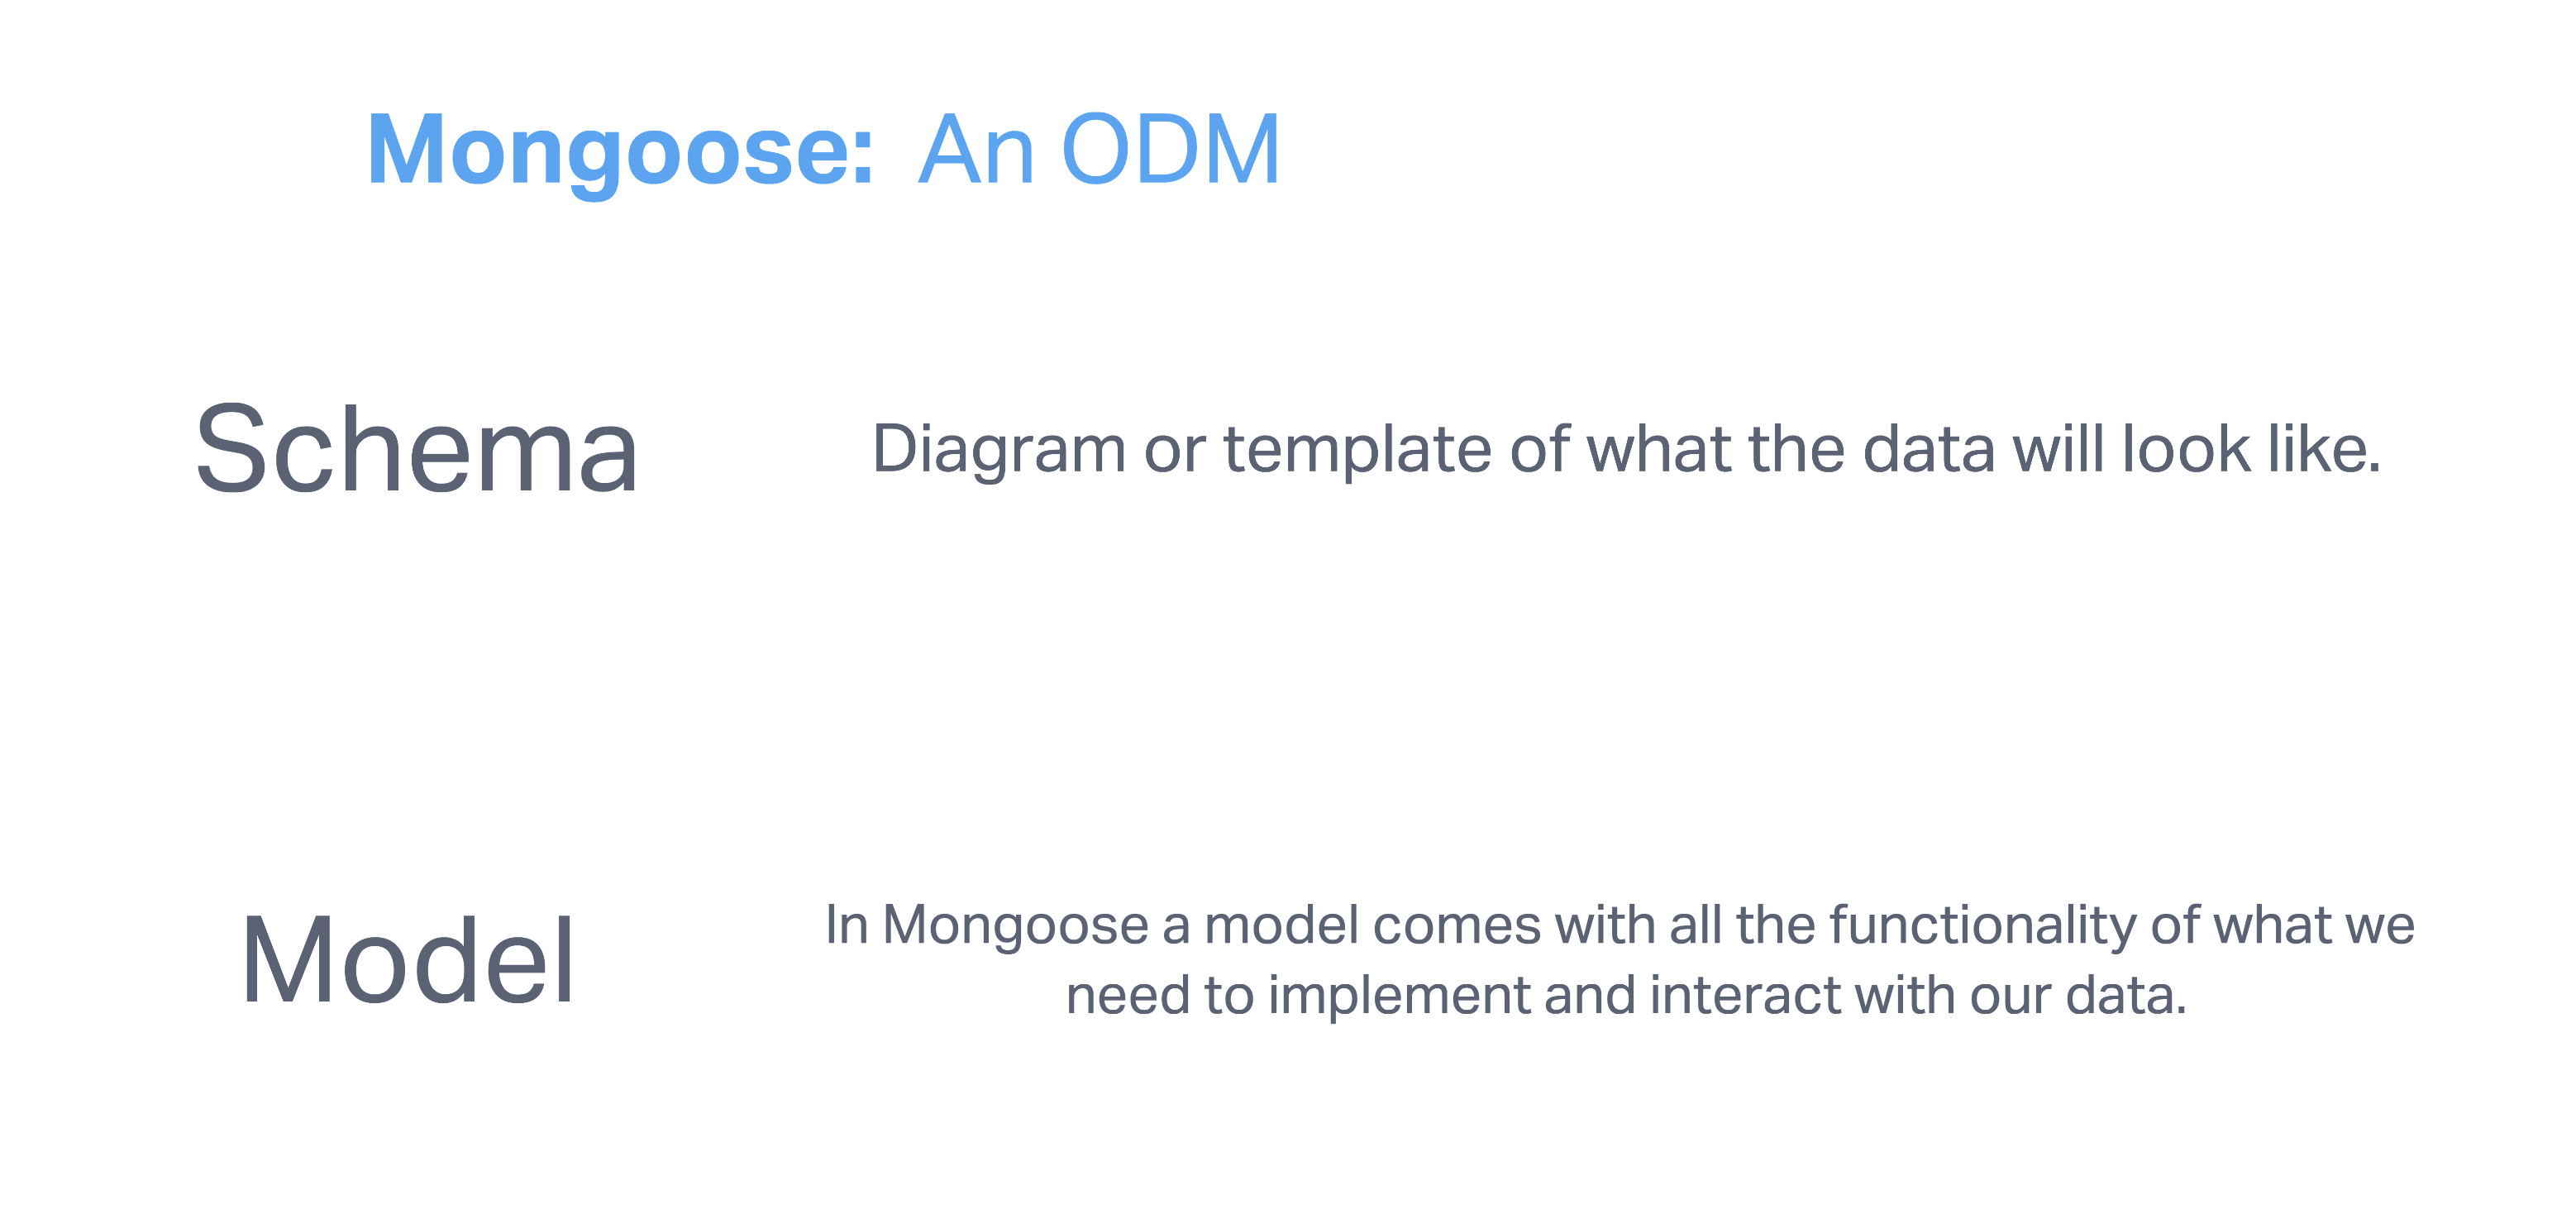 Mongoose: An ODM
Schema
Diagram or template of what the data will look like.
Model
In Mongoose a model comes with all the functionality of what we
need to implement and interact with our data.